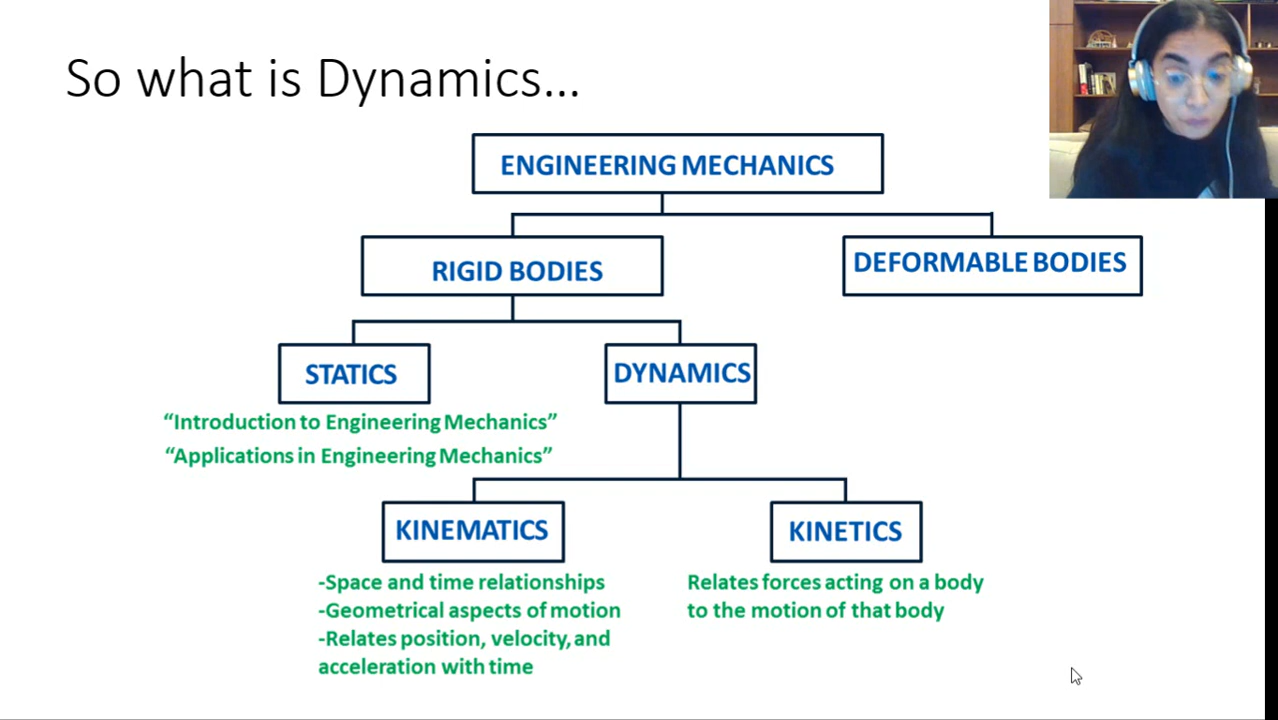 So what is Dynamics...
ENGINEERING MECHANICS
RIGID BODIES
DEFORMABLE BODIES
STATICS
DYNAMICS
“Introduction to Engineering Mechanics”
“Applications in Engineering Mechanics”
KINEMATICS
KINETICS
-Space and time relationships
-Geometrical aspects of motion
-Relates position, velocity, and
acceleration with time
Relates forces acting on a body
to the motion of that body